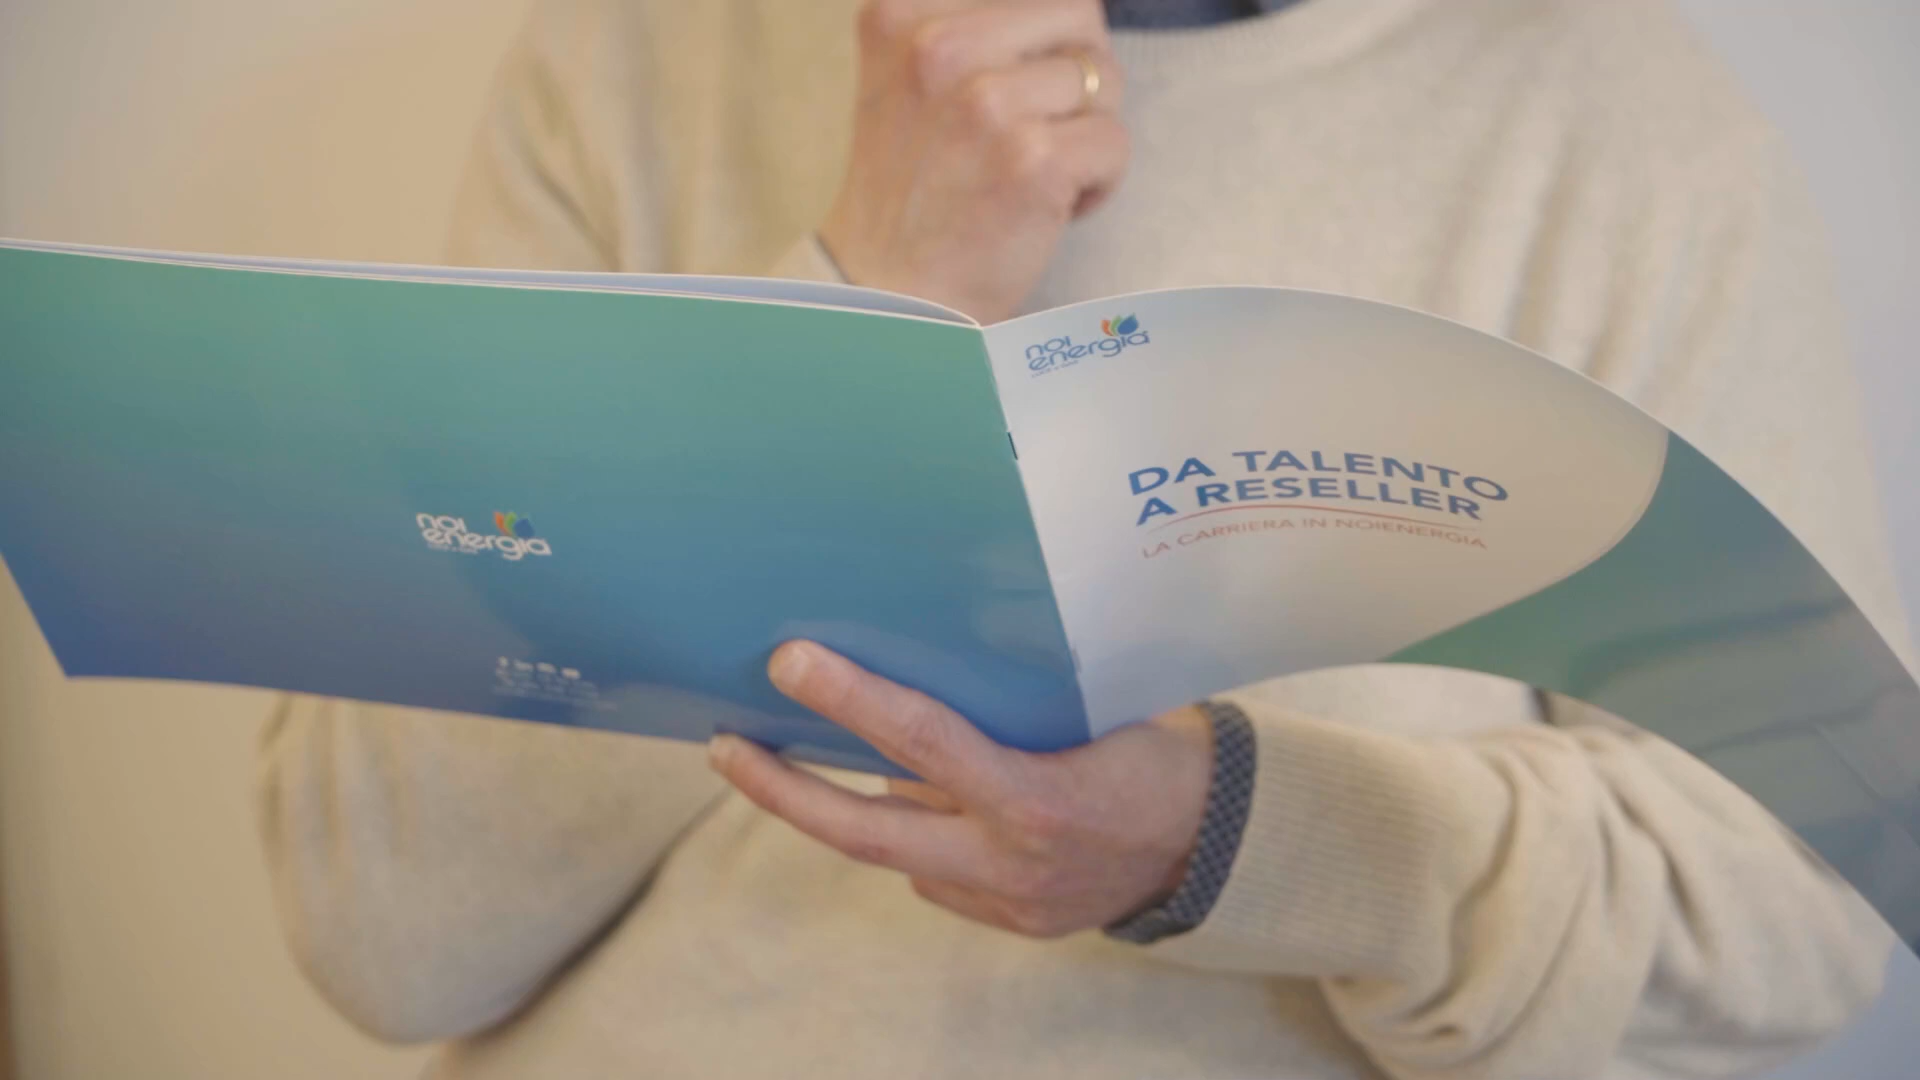 noi
energia
noi
energia
DA TALENTO
A RESELLER
LA CARRIERA IN NOIENERGIA